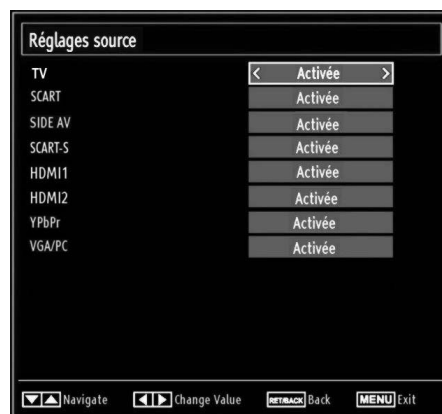 Réglages source
TV < Activée >
SCART Activée
SIDE AV Activée
SCART-S Activée
HDMI1 Activée
HDMI2 Activée
YPbPr Activée
VGA/PC Activée
Navigate Change Value RET/BACK Back MENU Exit